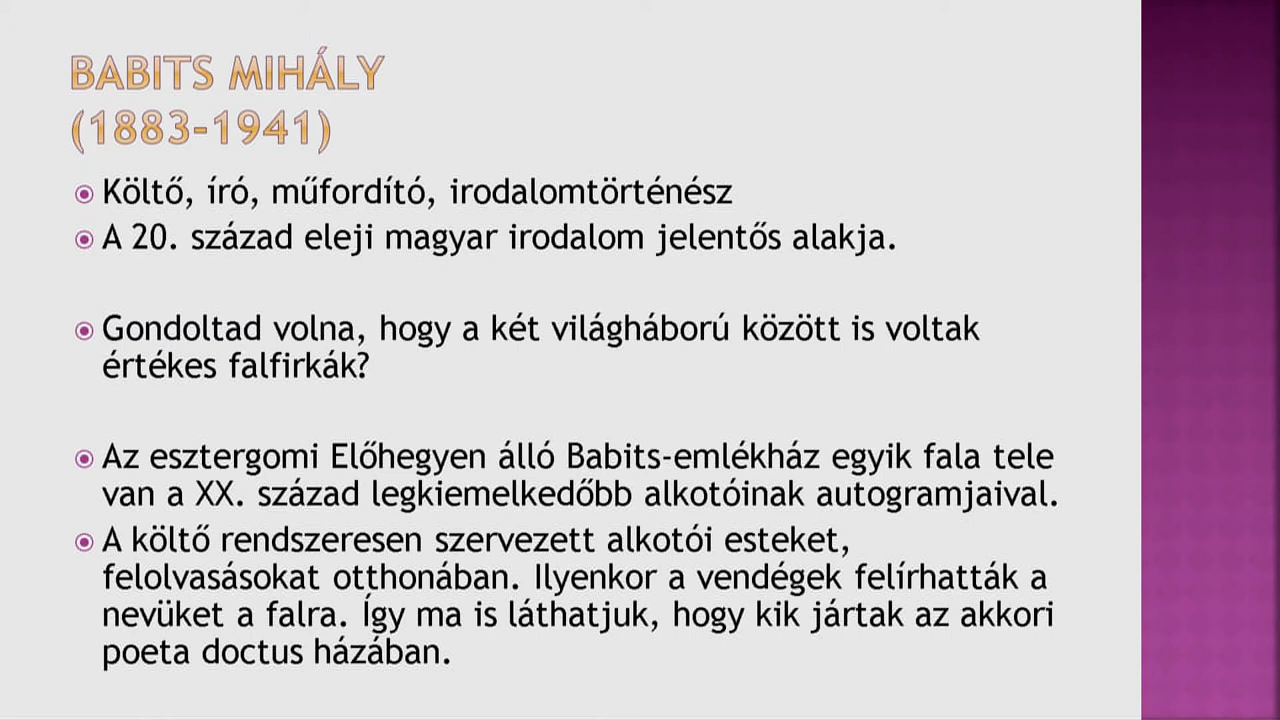 BABITS MIHÁLY
(1883-1941)
Költő, író, műfordító, irodalomtörténész
A 20. század eleji magyar irodalom jelentős alakja.
Gondoltad volna, hogy a két világháború között is voltak
értékes falfirkák?
Az esztergomi Előhegyen álló Babits-emlékház egyik fala tele
van a XX. század legkiemelkedőbb alkotóinak autogramjaival.
A költő rendszeresen szervezett alkotói esteket,
felolvasásokat otthonában. Ilyenkor a vendégek felírhatták a
nevüket a falra. Így ma is láthatjuk, hogy kik jártak az akkori
poeta doctus házában.